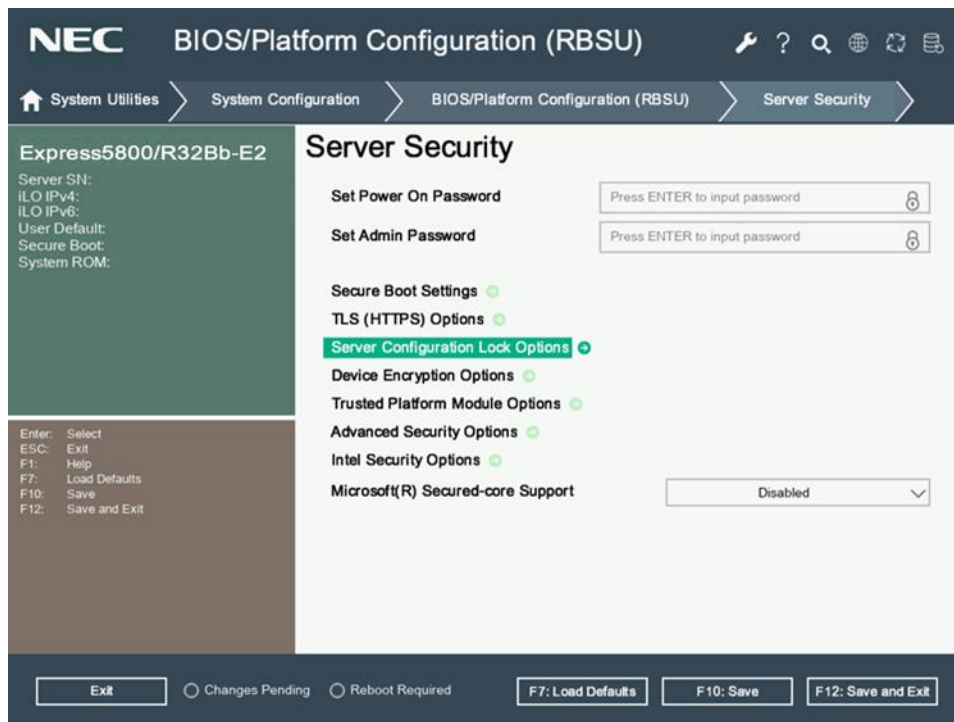 NEC BIOS/Platform Configuration (RBSU)
System Utilities System Configuration BIOS/Platform Configuration (RBSU) Server Security
Express5800/R32Bb-E2
Server SN:
iLO IPv4:
iLO IPv6:
User Default:
Secure Boot:
System ROM:
Enter: Select
ESC: Exit
F1: Help
F7: Load Defaults
F10: Save
F12: Save and Exit
Server Security
Set Power On Password Press ENTER to input password
Set Admin Password Press ENTER to input password
Secure Boot Settings
TLS (HTTPS) Options
Server Configuration Lock Options
Device Encryption Options
Trusted Platform Module Options
Advanced Security Options
Intel Security Options
Microsoft(R) Secured-core Support Disabled
Exit Changes Pending Reboot Required F7: Load Defaults F10: Save F12: Save and Exit